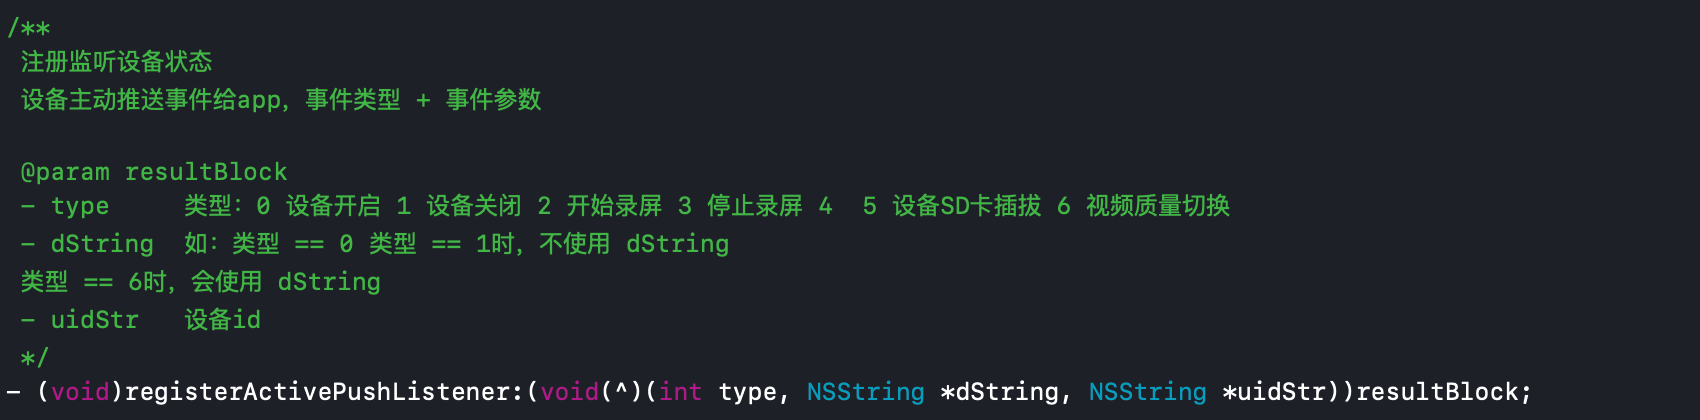 /**
注册监听设备状态
设备主动推送事件给app，事件类型 + 事件参数
@param resultBlock
- type     类型：0 设备开启 1 设备关闭 2 开始录屏 3 停止录屏 4  5 设备SD卡插拔 6 视频质量切换
- dString  如：类型 == 0 类型 == 1时，不使用 dString
类型 == 6时，会使用 dString
- uidStr   设备id
*/
- (void)registerActivePushListener:(void(^)(int type, NSString *dString, NSString *uidStr))resultBlock;